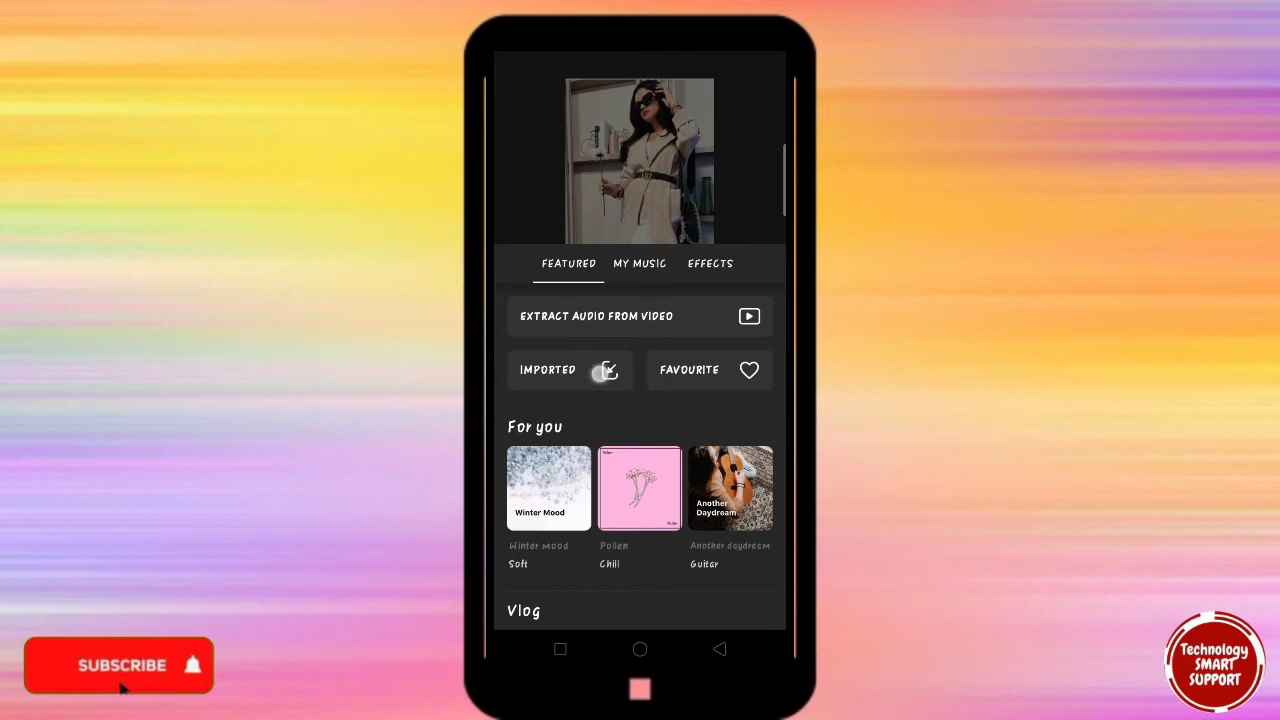 FEATURED MY MUSIC EFFECTS
EXTRACT AUDIO FROM VIDEO
IMPORTED FAVOURITE
For you
Winter Mood
Pollen
Another
Daydream
Winter mood Pollen Another daydream
Soft Chill Guitar
Vlog
SUBSCRIBE
Technology
SMART
SUPPORT